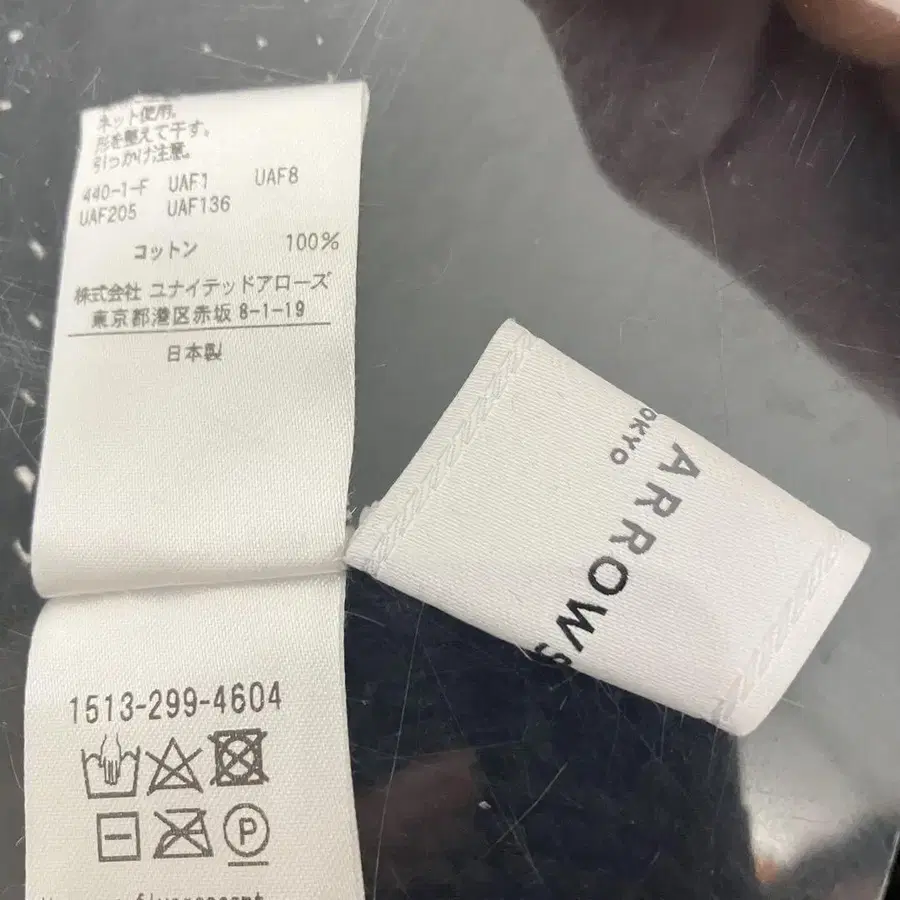 ネット使用。
形を整えて干す。
引っかけ注意。
440-1-F UAF1 UAF8
UAF205 UAF136
コットン 100%
株式会社 ユナイテッドアローズ
東京都港区赤坂 8-1-19
日本製
1513-299-4604
P
ARROWS
TOKYO